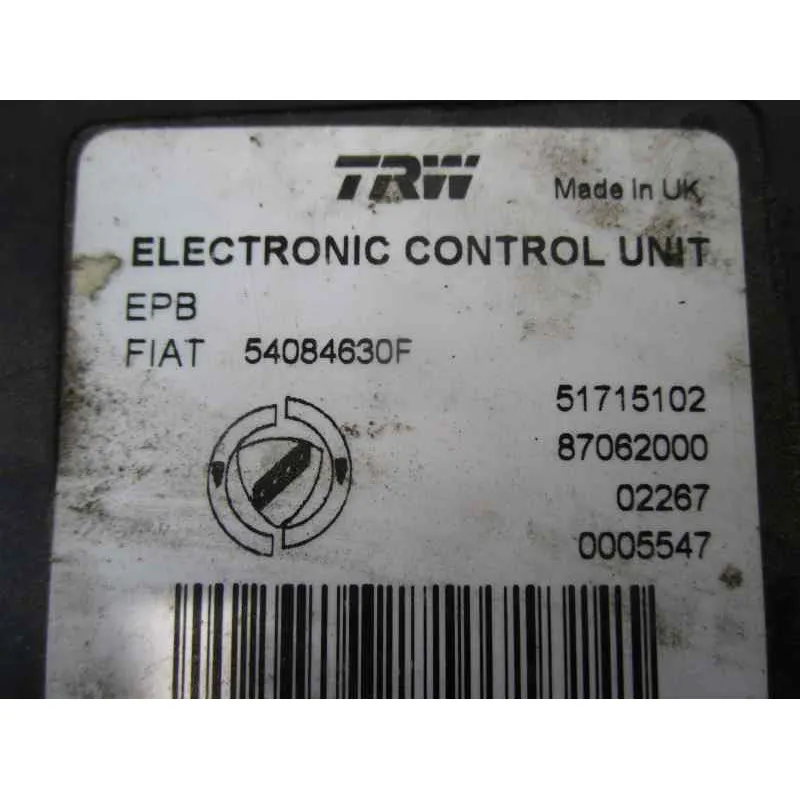 TRW Made In UK
ELECTRONIC CONTROL UNIT
EPB
FIAT 54084630F
51715102
87062000
02267
0005547